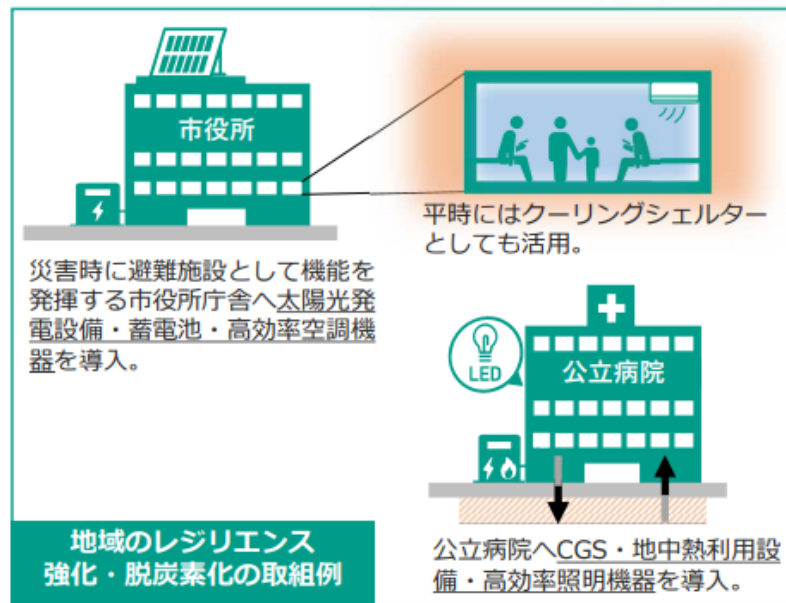 市役所
平時にはクーリングシェルター
としても活用。
災害時に避難施設として機能を
発揮する市役所庁舎へ太陽光発
電設備・蓄電池・高効率空調機
器を導入。
LED
公立病院
公立病院へCGS・地中熱利用設
備・高効率照明機器を導入。
地域のレジリエンス
強化・脱炭素化の取組例